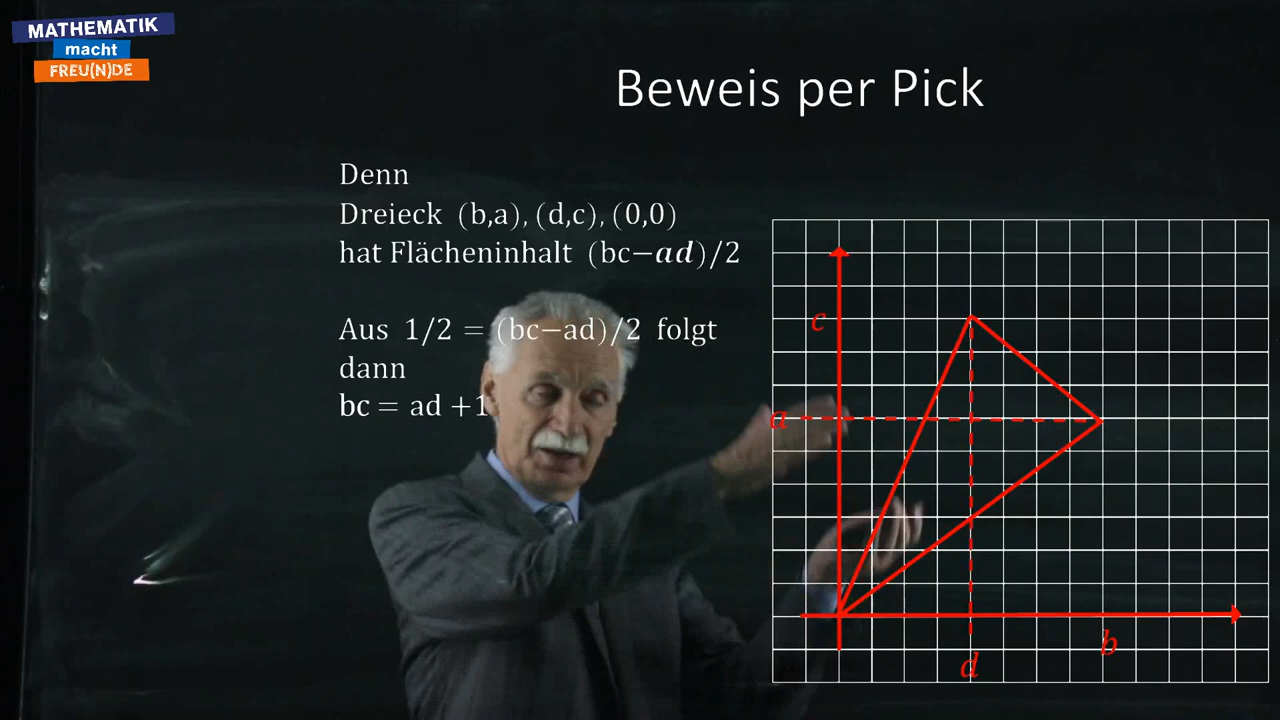 MATHEMATIK
macht
FREU(N)DE
Beweis per Pick
Denn
Dreieck (b,a), (d,c), (0,0)
hat Flächeninhalt (bc−ad)/2
Aus 1/2 = (bc−ad)/2 folgt
dann
bc = ad +1
c
a
b
d